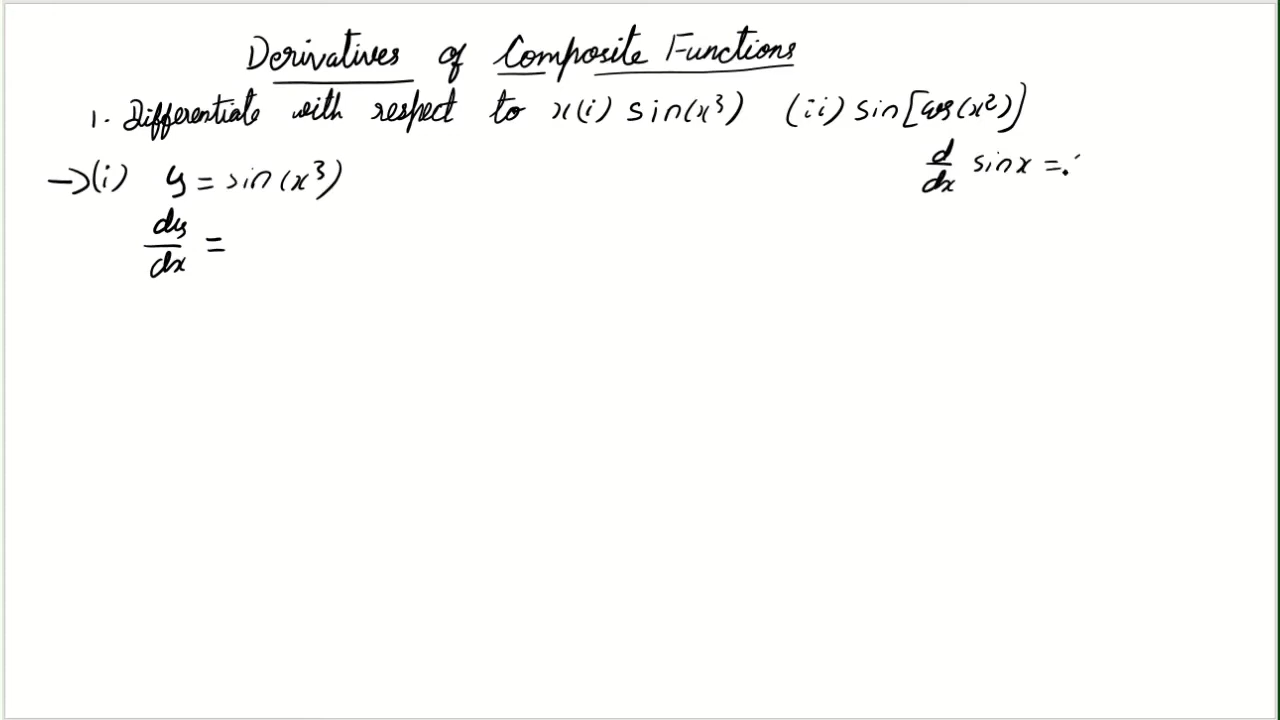 Derivatives of Composite Functions
1. Differentiate with respect to x(i) sin(x³) (ii) sin[cos(x²)]
→(i) y = sin(x³)
d/dx sinx =
dy/dx =